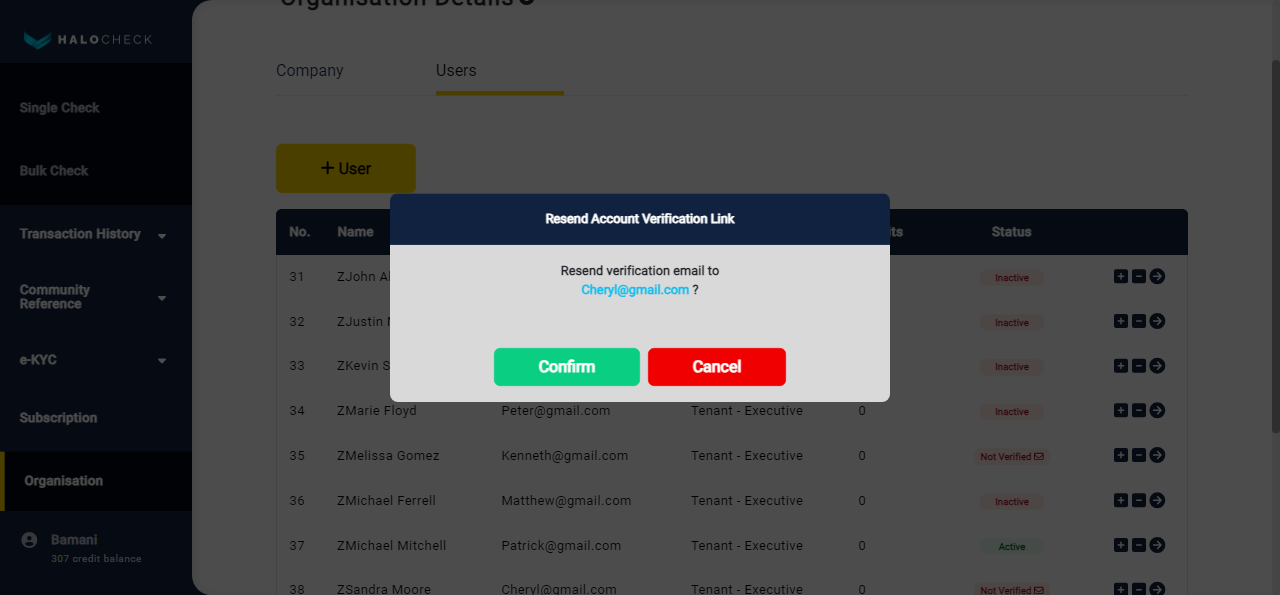 Organisation Details
HALOCHECK
Company
Users
Single Check
Bulk Check
Transaction History
Community
Reference
e-KYC
Subscription
Organisation
Bamani
307 credit balance
+ User
Resend Account Verification Link
Resend verification email to
Cheryl@gmail.com ?
Confirm
Cancel
No. Name Status
31 ZJohn Inactive
32 ZJustin Inactive
33 ZKevin Inactive
34 ZMarie Floyd Peter@gmail.com Tenant - Executive 0 Inactive
35 ZMelissa Gomez Kenneth@gmail.com Tenant - Executive 0 Not Verified
36 ZMichael Ferrell Matthew@gmail.com Tenant - Executive 0 Inactive
37 ZMichael Mitchell Patrick@gmail.com Tenant - Executive 0 Active
38 ZSandra Moore Cheryl@gmail.com Tenant - Executive 0 Not Verified